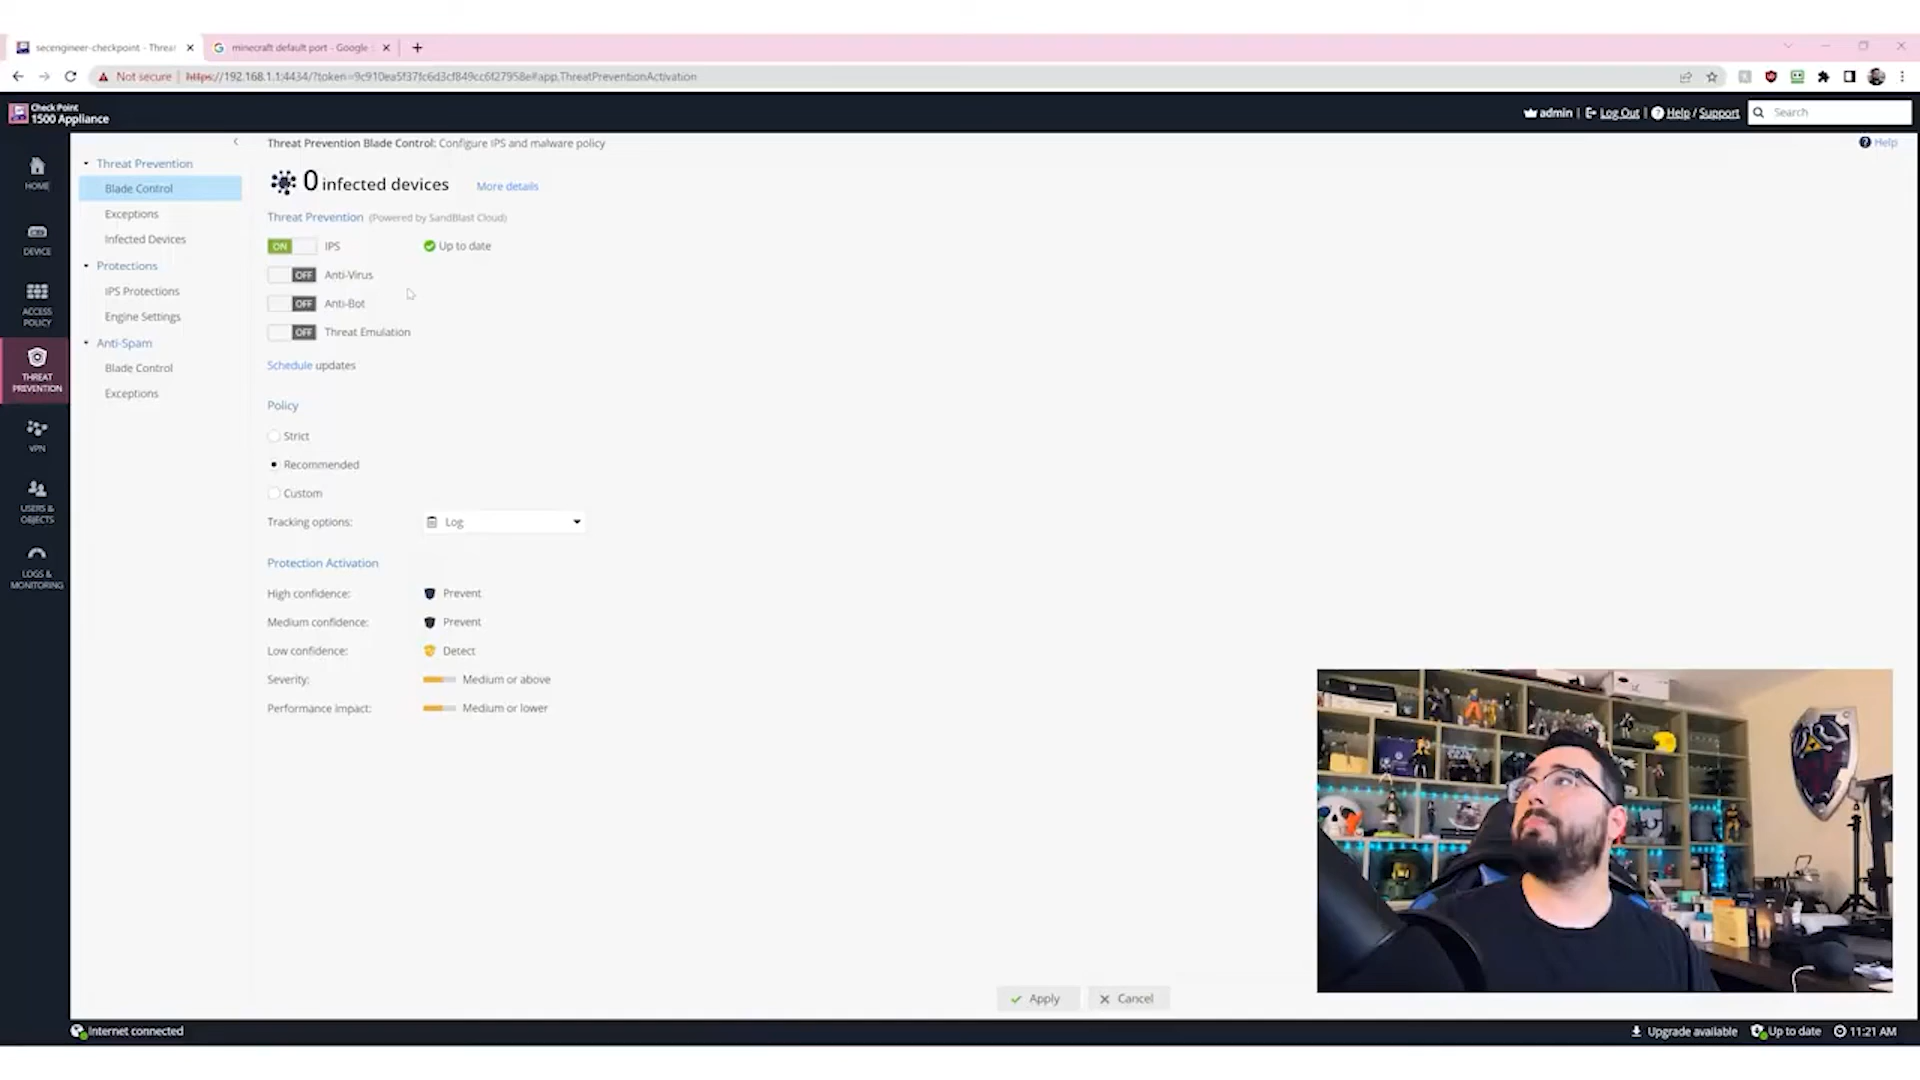 secengineer-checkpoint - Threat
minecraft default port - Google
Not secure
https://192.168.1.1:4434/?token=9c910ea5f37fc6d3cf849cc6f27958e#app.ThreatPreventionActivation
Check Point
1500 Appliance
admin | Log Out | Help / Support
Search
Threat Prevention Blade Control: Configure IPS and malware policy
Help
HOME
DEVICE
ACCESS
POLICY
THREAT
PREVENTION
VPN
USERS &
OBJECTS
LOGS &
MONITORING
Threat Prevention
Blade Control
Exceptions
Infected Devices
Protections
IPS Protections
Engine Settings
Anti-Spam
Blade Control
Exceptions
0 infected devices More details
Threat Prevention (Powered by SandBlast Cloud)
ON IPS Up to date
OFF Anti-Virus
OFF Anti-Bot
OFF Threat Emulation
Schedule updates
Policy
Strict
Recommended
Custom
Tracking options: Log
Protection Activation
High confidence: Prevent
Medium confidence: Prevent
Low confidence: Detect
Severity: Medium or above
Performance impact: Medium or lower
Apply Cancel
Internet connected
Upgrade available Up to date 11:21 AM